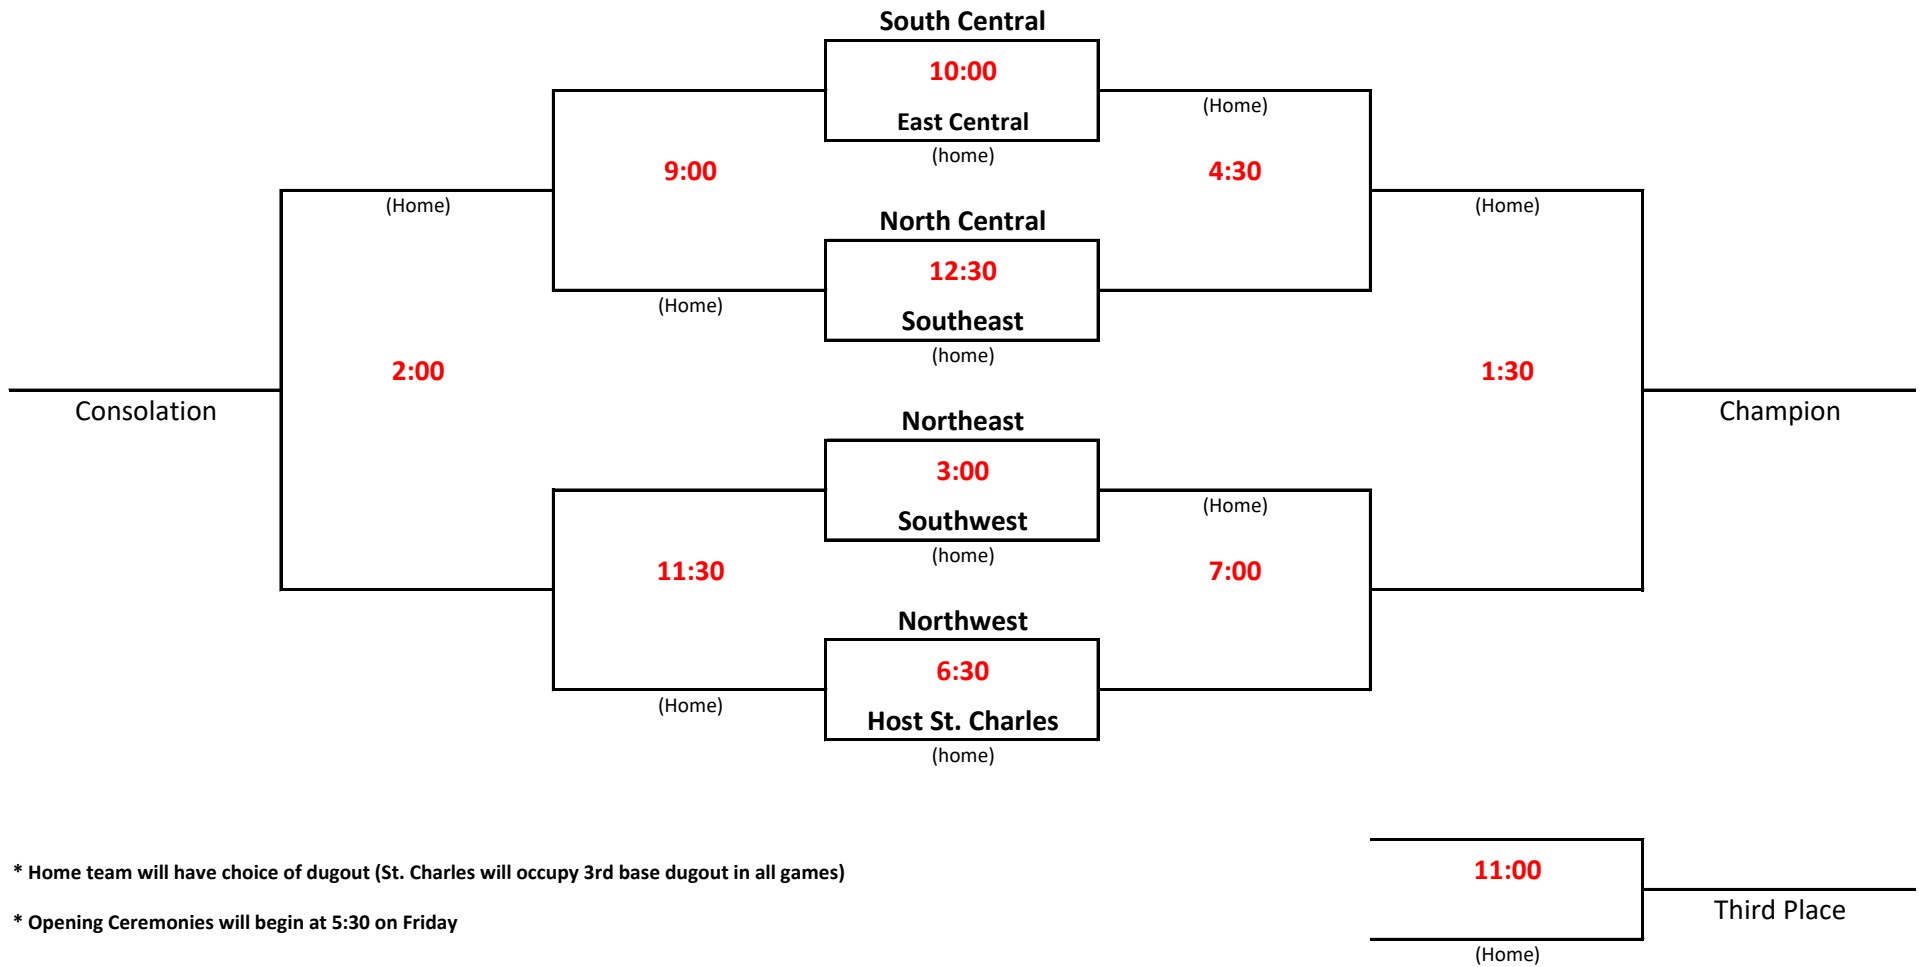 South Central
10:00
(Home)
East Central
(home)
9:00
4:30
(Home)
(Home)
North Central
12:30
(Home)
Southeast
(home)
2:00
1:30
Consolation
Northeast
Champion
3:00
(Home)
Southwest
(home)
11:30
7:00
Northwest
6:30
(Home)
Host St. Charles
(home)
* Home team will have choice of dugout (St. Charles will occupy 3rd base dugout in all games)
11:00
* Opening Ceremonies will begin at 5:30 on Friday
Third Place
(Home)